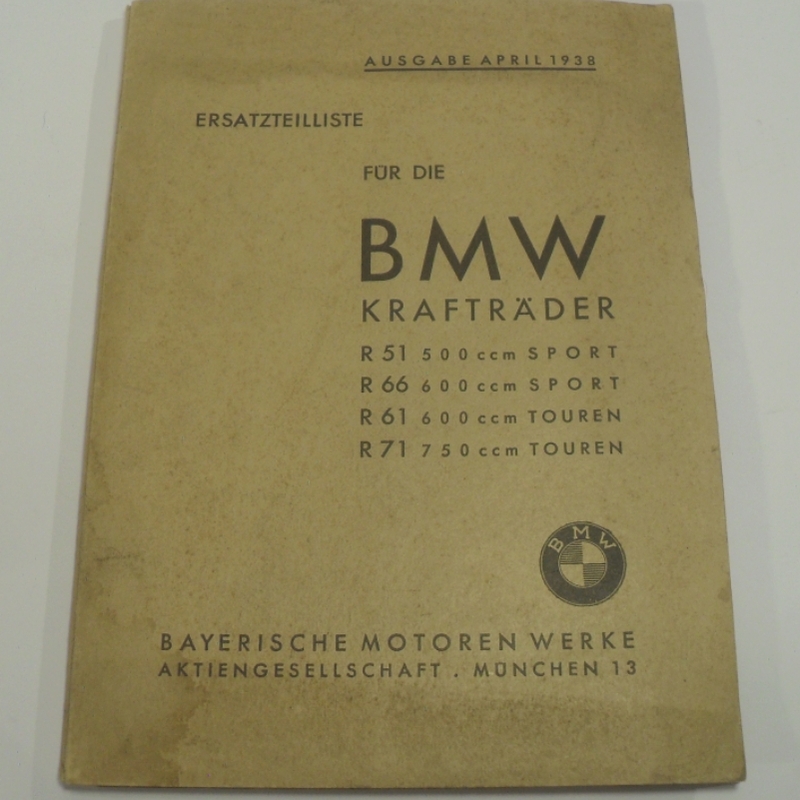 AUSGABE APRIL 1938
ERSATZTEILLISTE
FÜR DIE
BMW
KRAFTRÄDER
R 51 500 ccm SPORT
R 66 600 ccm SPORT
R 61 600 ccm TOUREN
R 71 750 ccm TOUREN
BMW
BAYERISCHE MOTOREN WERKE
AKTIENGESELLSCHAFT . MÜNCHEN 13